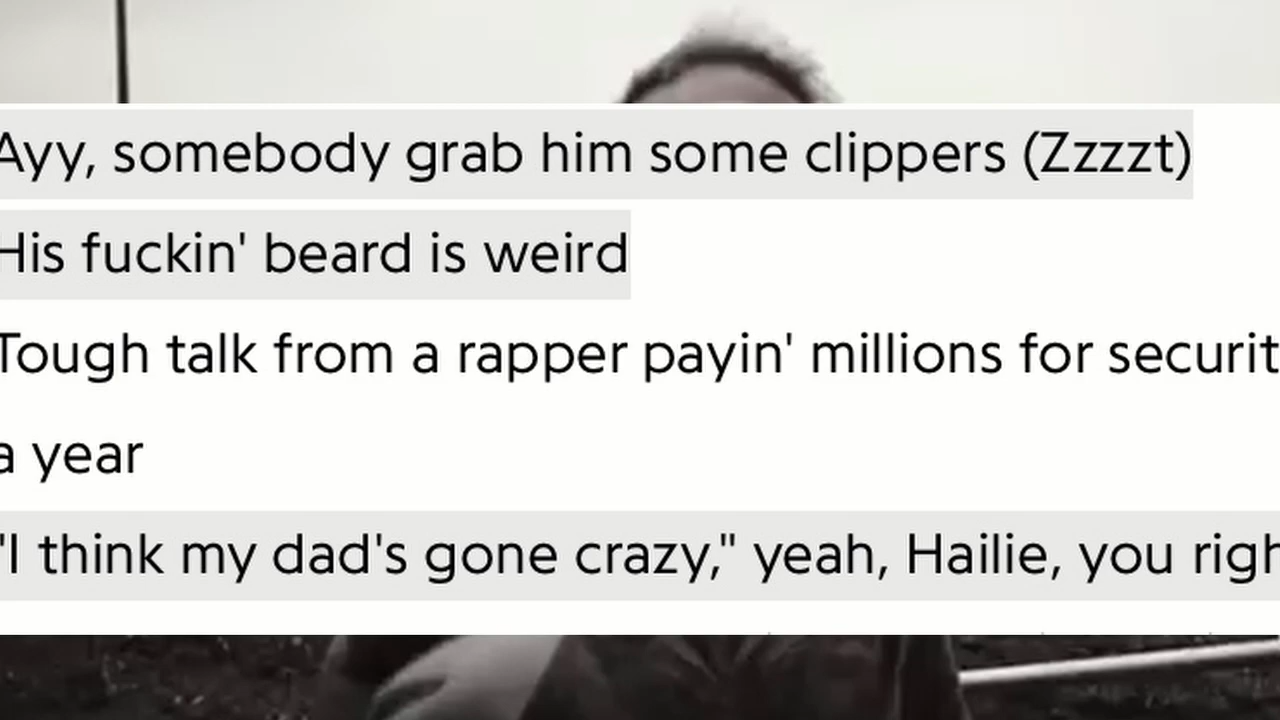 Ayy, somebody grab him some clippers (Zzzzt)
His fuckin' beard is weird
Tough talk from a rapper payin' millions for securit
a year
"I think my dad's gone crazy," yeah, Hailie, you righ